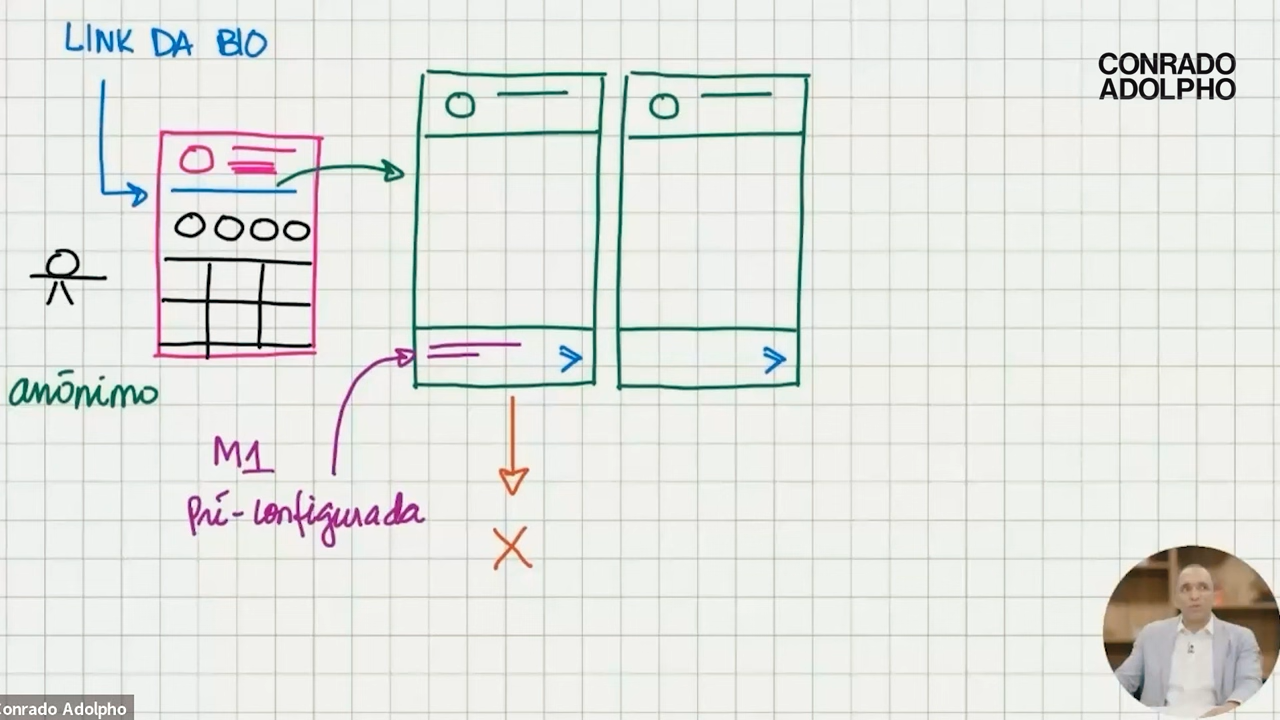 LINK DA BIO
CONRADO
ADOLPHO
anônimo
M1
Pré-configurada
Conrado Adolpho